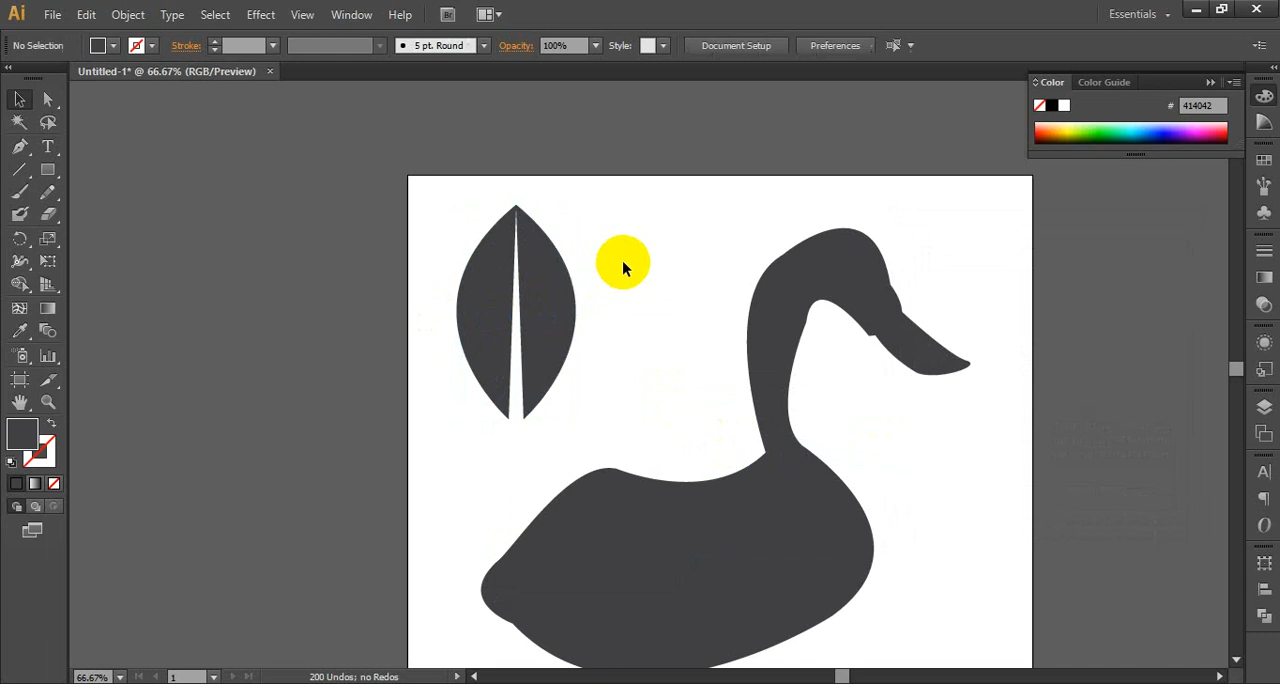 Ai File Edit Object Type Select Effect View Window Help Br Essentials
No Selection Stroke: 5 pt. Round Opacity: 100% Style: Document Setup Preferences
Untitled-1* @ 66.67% (RGB/Preview)
Color Color Guide
# 414042
66.67% 1 200 Undos; no Redos